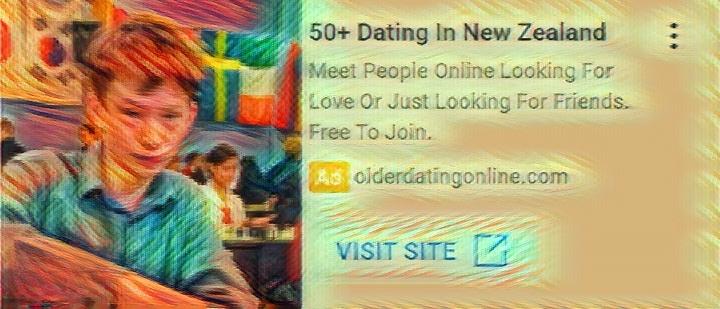 50+ Dating In New Zealand
Meet People Online Looking For
Love Or Just Looking For Friends.
Free To Join.
Ad olderdatingonline.com
VISIT SITE